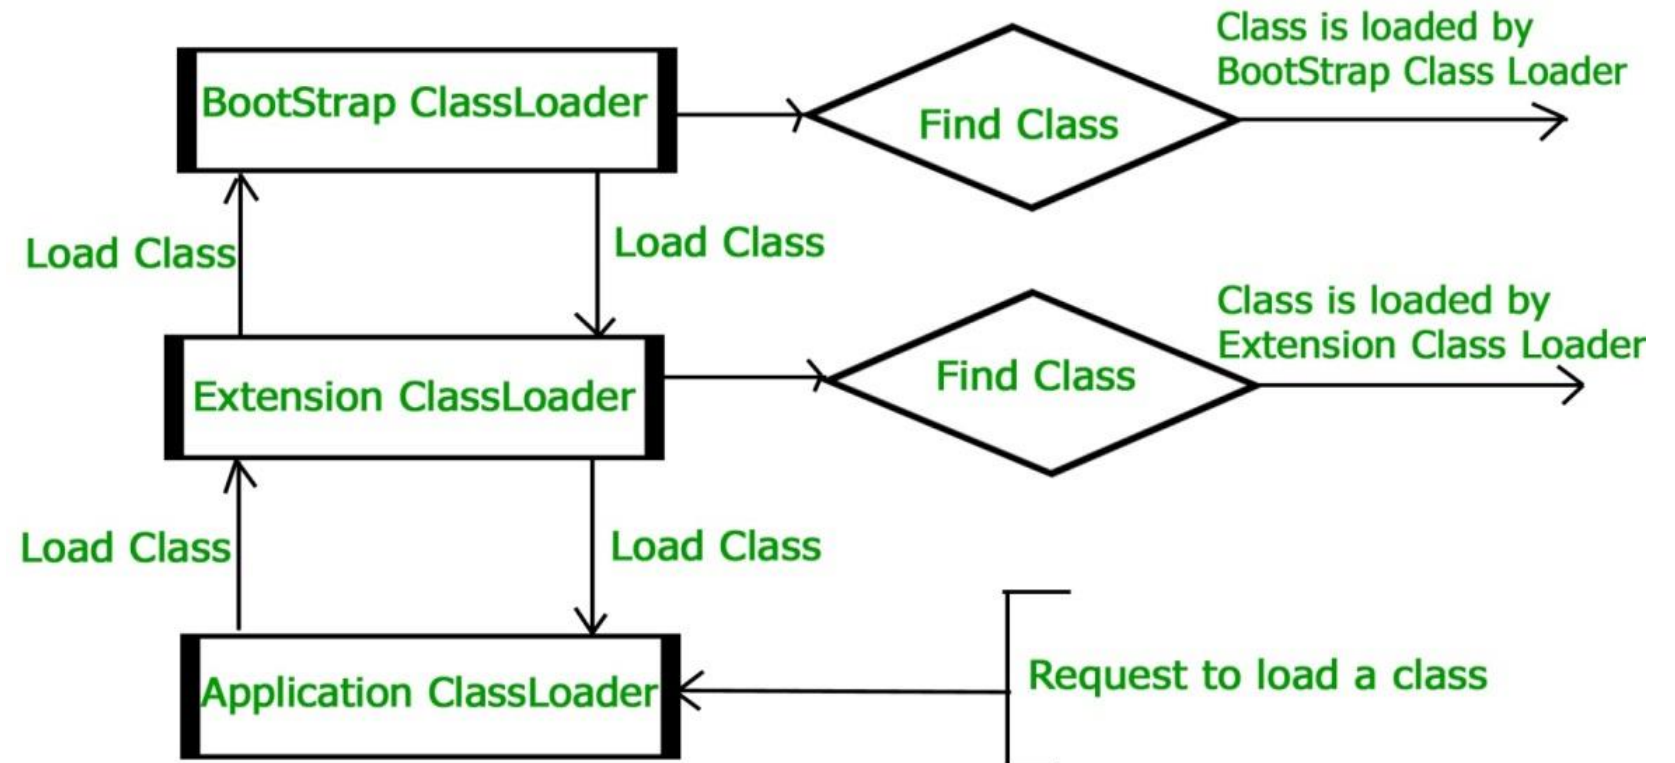 Class is loaded by
BootStrap Class Loader
BootStrap ClassLoader
Find Class
Load Class
Load Class
Class is loaded by
Extension Class Loader
Extension ClassLoader
Find Class
Load Class
Load Class
Request to load a class
Application ClassLoader